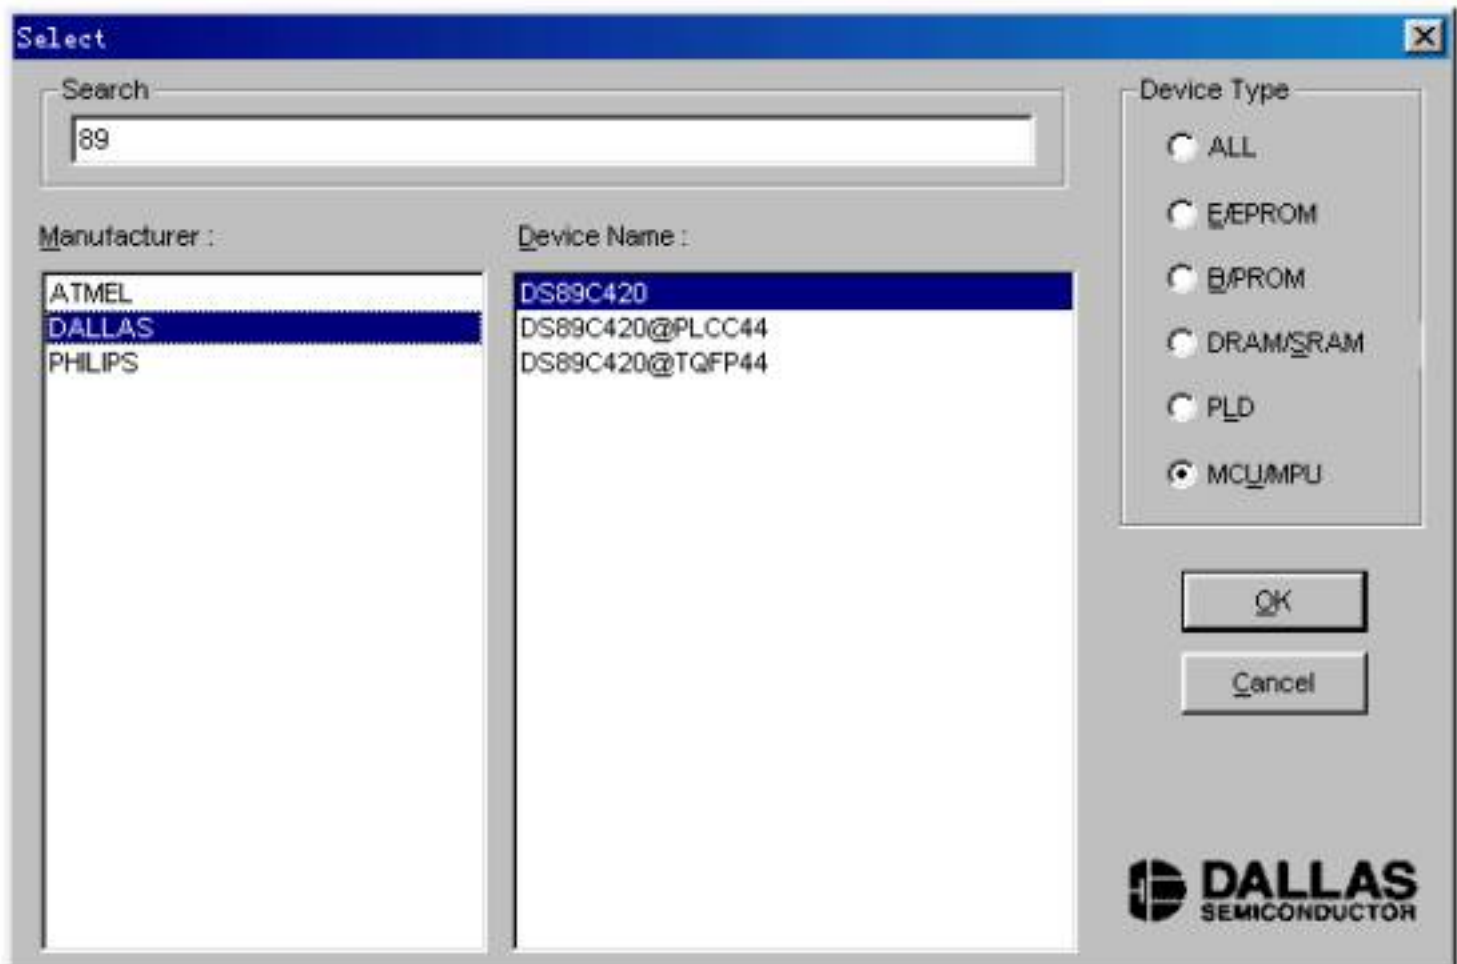 Select
Search
89
Manufacturer :
ATMEL
DALLAS
PHILIPS
Device Name :
DS89C420
DS89C420@PLCC44
DS89C420@TQFP44
Device Type
ALL
E/EPROM
B/PROM
DRAM/SRAM
PLD
MCU/MPU
OK
Cancel
DALLAS
SEMICONDUCTOR